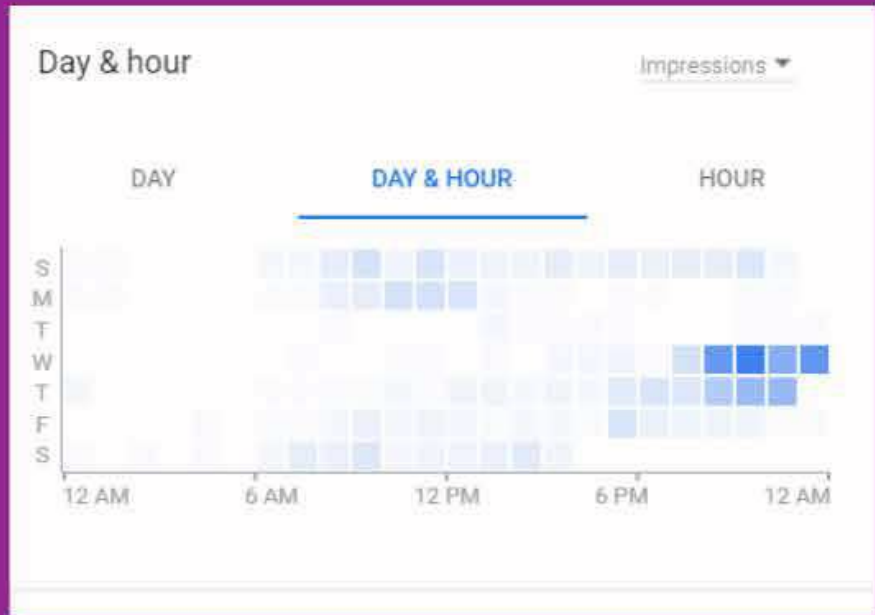 Day & hour
Impressions
DAY
DAY & HOUR
HOUR
S
M
T
W
T
F
S
12 AM
6 AM
12 PM
6 PM
12 AM